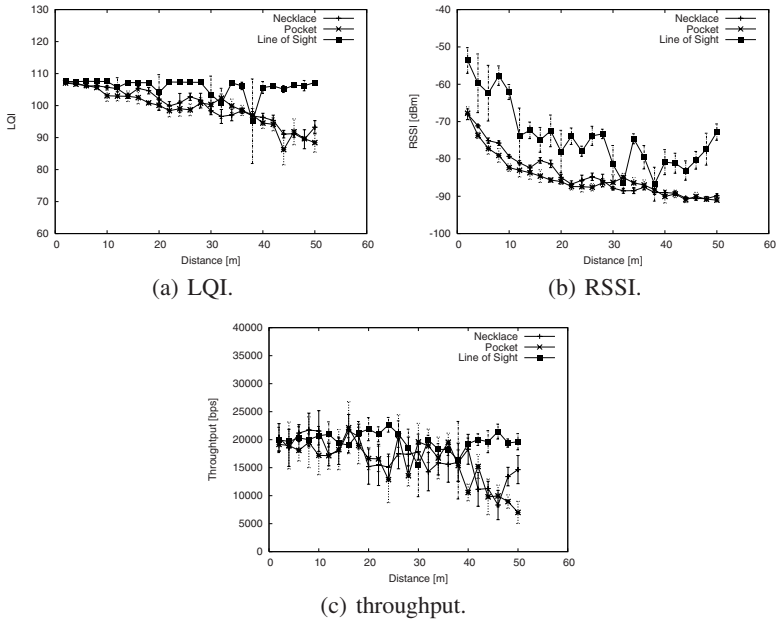 130
120
110
100
90
80
70
60
LQI
0
10
20
30
40
50
60
Distance [m]
Necklace
Pocket
Line of Sight
(a) LQI.
-40
-50
-60
-70
-80
-90
-100
RSSI [dBm]
0
10
20
30
40
50
60
Distance [m]
Necklace
Pocket
Line of Sight
(b) RSSI.
40000
35000
30000
25000
20000
15000
10000
5000
0
Throughtput [bps]
0
10
20
30
40
50
60
Distance [m]
Necklace
Pocket
Line of Sight
(c) throughput.